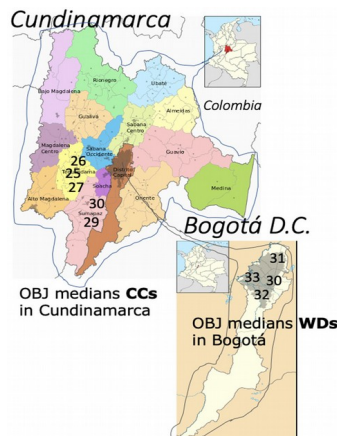 Cundinamarca
Colombia
Bajo Magdalena
Rionegro
Ubaté
Gualiva
Almeidas
Sabana
Centro
Magdalena
Centro
Sabana
Occidente
Guavio
26
25
27
Distrito
Capital
Soacha
Medina
Alto Magdalena
30
Sumapaz
29
Oriente
OBJ medians CCs
in Cundinamarca
Bogotá D.C.
31
33 30
32
OBJ medians WDs
in Bogotá